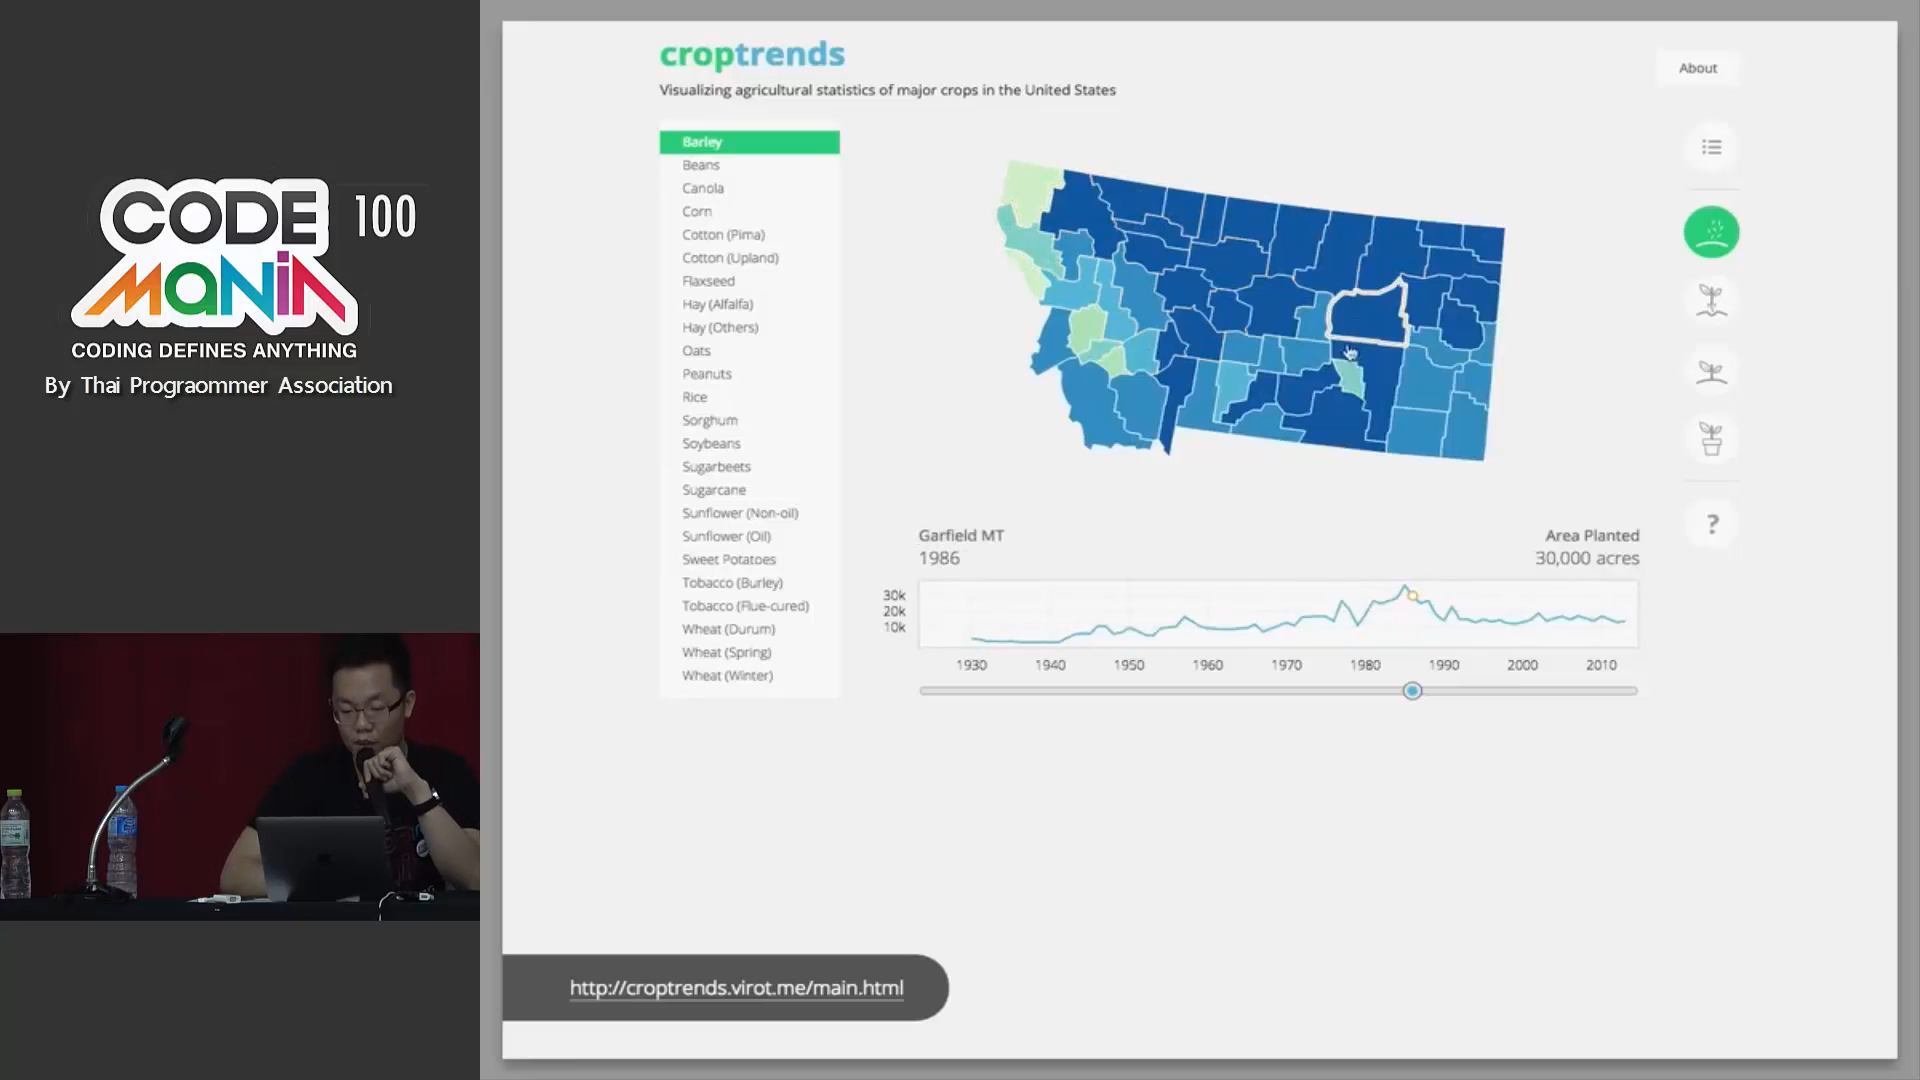 CODE
MANIA
100
CODING DEFINES ANYTHING
By Thai Prograommer Association
croptrends
Visualizing agricultural statistics of major crops in the United States
About
Barley
Beans
Canola
Corn
Cotton (Pima)
Cotton (Upland)
Flaxseed
Hay (Alfalfa)
Hay (Others)
Oats
Peanuts
Rice
Sorghum
Soybeans
Sugarbeets
Sugarcane
Sunflower (Non-oil)
Sunflower (Oil)
Sweet Potatoes
Tobacco (Burley)
Tobacco (Flue-cured)
Wheat (Durum)
Wheat (Spring)
Wheat (Winter)
?
Garfield MT
1986
Area Planted
30,000 acres
30k
20k
10k
1930 1940 1950 1960 1970 1980 1990 2000 2010
http://croptrends.virot.me/main.html